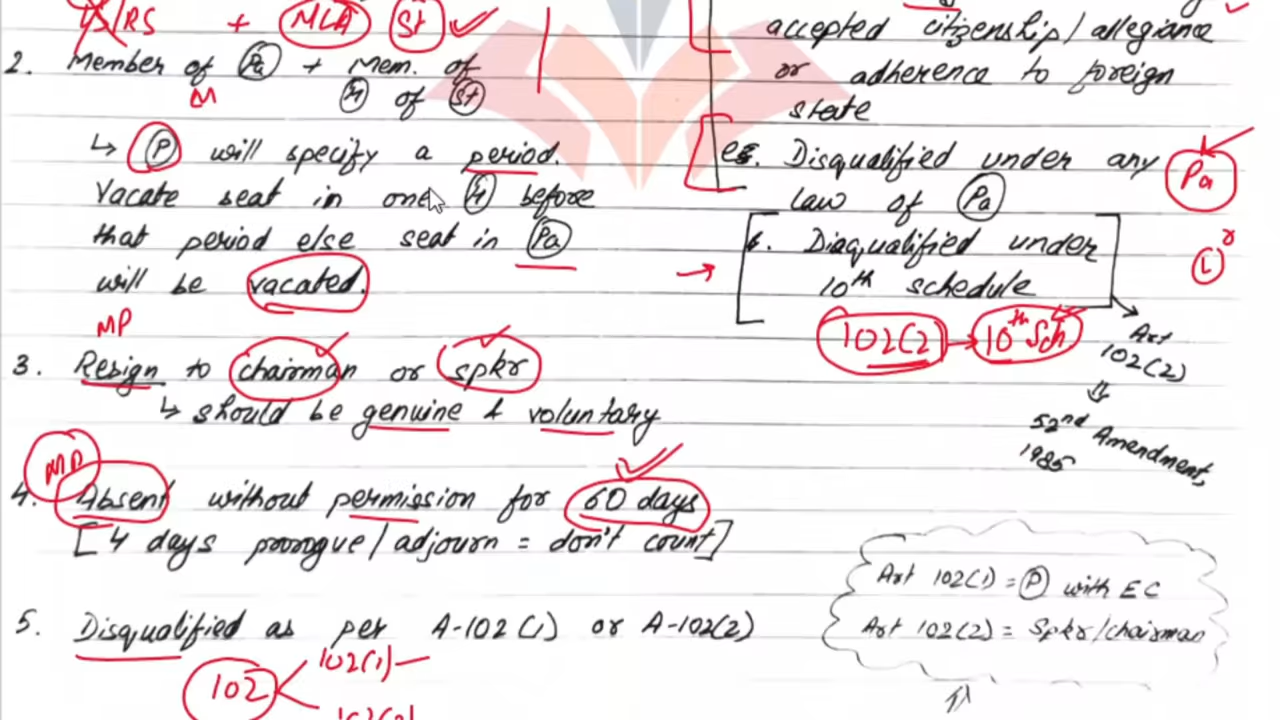 LS/RS + MLA St
2. Member of Pa + Mem. of
M H of St
↳ P will specify a period.
Vacate seat in one H before
that period else seat in Pa
will be vacated.
MP
3. Resign to chairman or spkr
↳ should be genuine & voluntary
MP
4. Absent without permission for 60 days
[4 days prorogue/adjourn = don't count]
5. Disqualified as per A-102(1) or A-102(2)
102 102(1)
accepted citizenship/allegiance
or adherence to foreign
state
e. Disqualified under any Pa
law of Pa
Disqualified under
10th schedule
102(2) → 10th Sch.
Art
102(2)
52nd Amendment,
1985
Art 102(1) = P with EC
Art 102(2) = Spkr/chairman